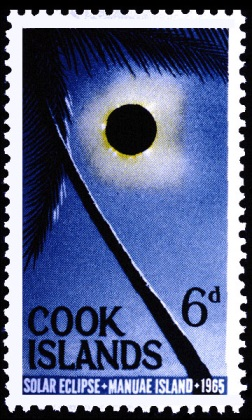 6d
COOK
ISLANDS
SOLAR ECLIPSE • MANUAE ISLAND • 1965